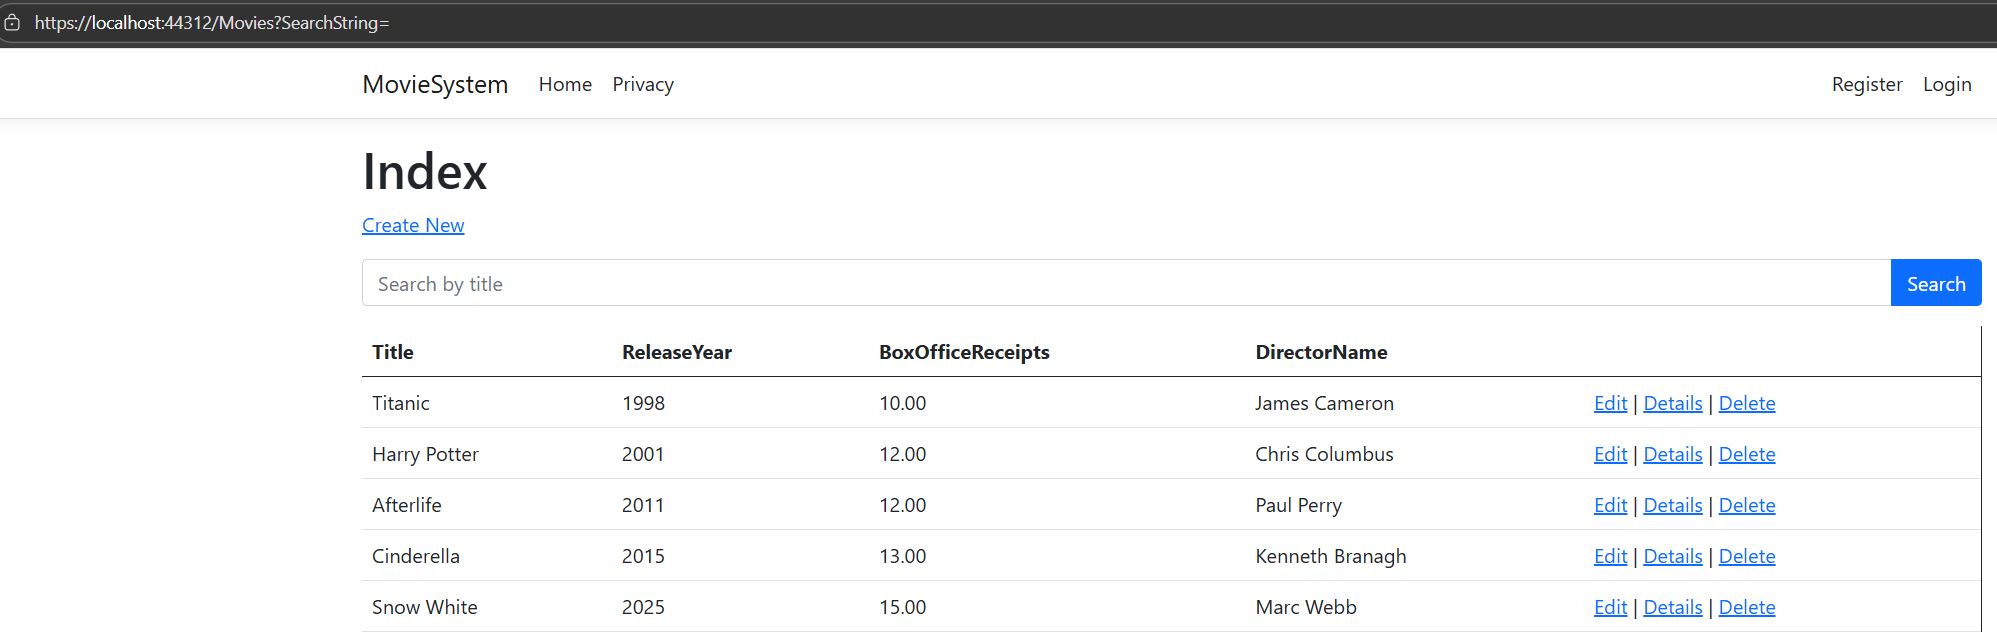 https://localhost:44312/Movies?SearchString=
MovieSystem Home Privacy Register Login
Index
Create New
Search by title Search
Title ReleaseYear BoxOfficeReceipts DirectorName
Titanic 1998 10.00 James Cameron Edit | Details | Delete
Harry Potter 2001 12.00 Chris Columbus Edit | Details | Delete
Afterlife 2011 12.00 Paul Perry Edit | Details | Delete
Cinderella 2015 13.00 Kenneth Branagh Edit | Details | Delete
Snow White 2025 15.00 Marc Webb Edit | Details | Delete